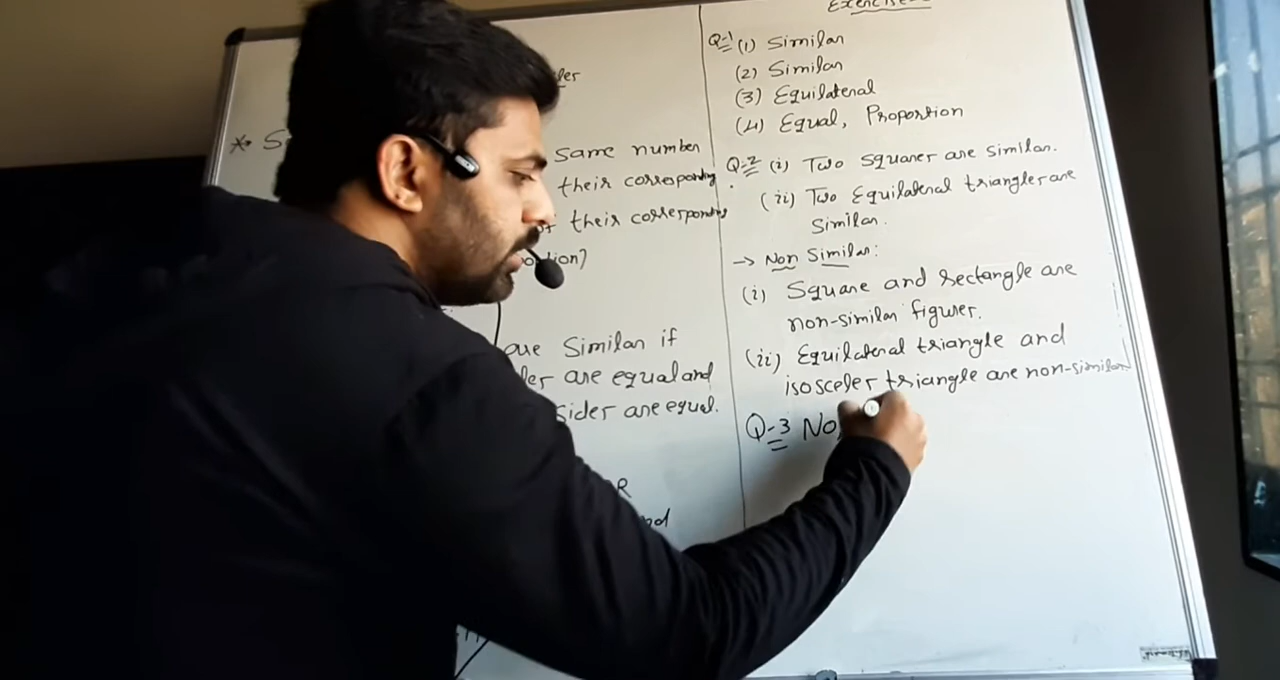 Exercise
* S
same number
their corresponding
their corresponding
are Similar if
are equal and
sides are equal.
R
Q-1 (1) Similar
(2) Similar
(3) Equilateral
(4) Equal, Proportion
Q-2 (i) Two Squares are similar.
(ii) Two Equilateral triangles are
Similar.
→ Non Similar:
(i) Square and rectangle are
non-similar figures.
(ii) Equilateral triangle and
isosceles triangle are non-similar
Q-3 No,